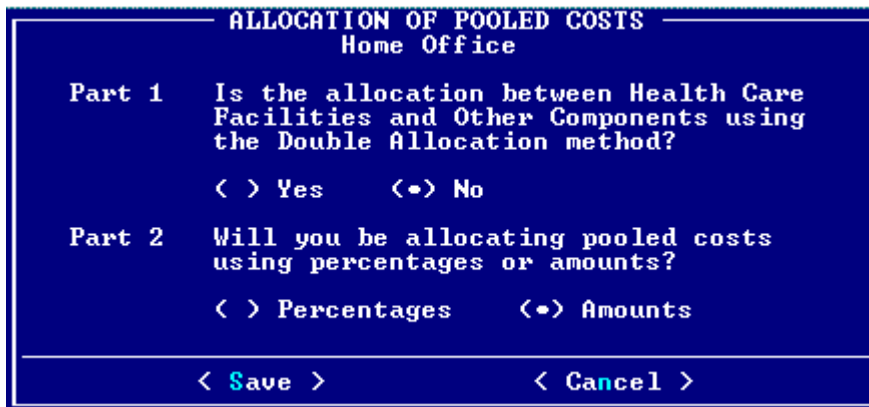 ALLOCATION OF POOLED COSTS
Home Office
Part 1 Is the allocation between Health Care
Facilities and Other Components using
the Double Allocation method?
( ) Yes (•) No
Part 2 Will you be allocating pooled costs
using percentages or amounts?
( ) Percentages (•) Amounts
< Save > < Cancel >